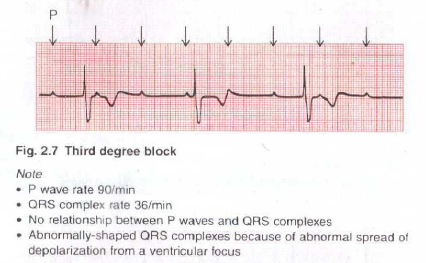 P
Fig. 2.7 Third degree block
Note
• P wave rate 90/min
• QRS complex rate 36/min
• No relationship between P waves and QRS complexes
• Abnormally-shaped QRS complexes because of abnormal spread of
depolarization from a ventricular focus